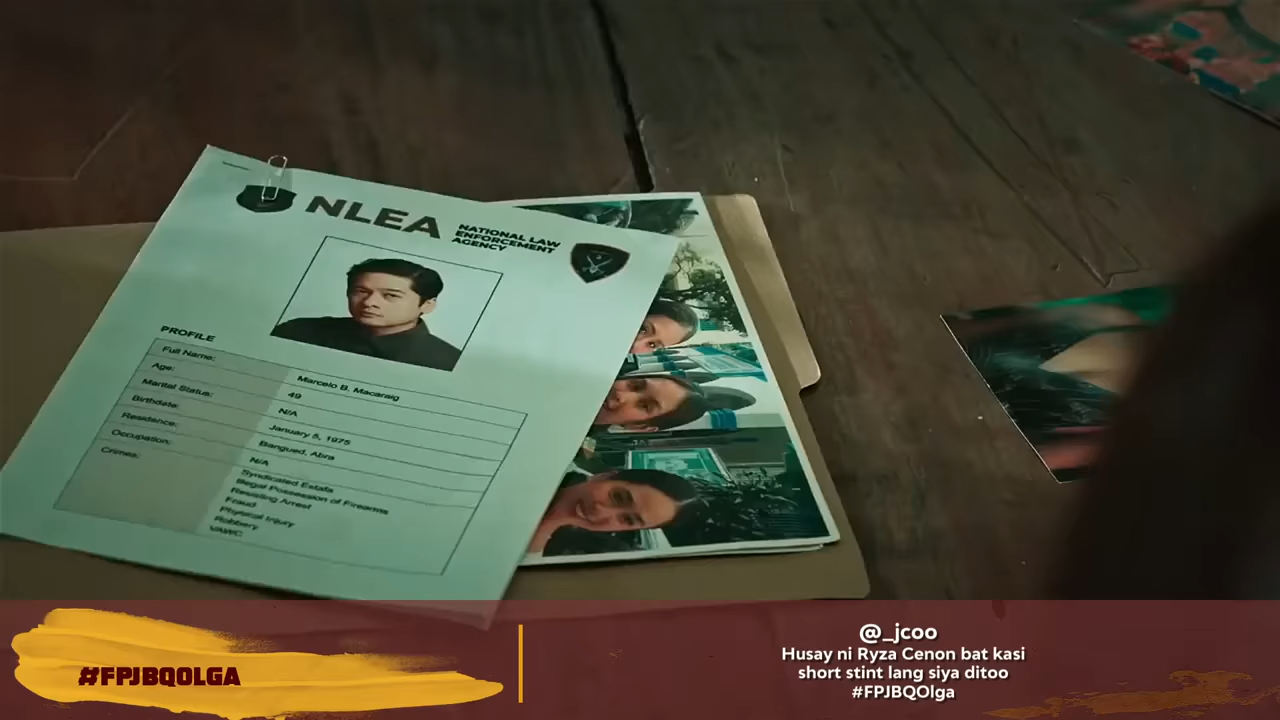 NLEA
NATIONAL LAW
ENFORCEMENT
AGENCY
PROFILE
Full Name: Marcelo B. Macaraig
Age: 49
Marital Status: N/A
Birthdate: January 5, 1975
Residence: Bangued, Abra
Occupation: N/A
Crimes: Syndicated Estafa
Illegal Possession of Firearms
Resisting Arrest
Fraud
Physical Injury
Robbery
VAWC
#FPJBQOLGA
@_jcoo
Husay ni Ryza Cenon bat kasi
short stint lang siya ditoo
#FPJBQOlga